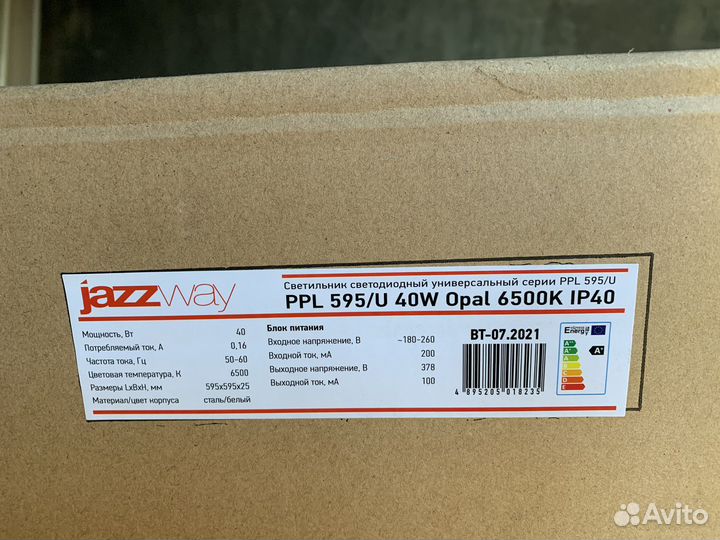 jazzway
Светильник светодиодный универсальный серии PPL 595/U
PPL 595/U 40W Opal 6500K IP40
Мощность, Вт 40
Потребляемый ток, А 0,16
Частота тока, Гц 50-60
Цветовая температура, К 6500
Размеры LxBxH, мм 595x595x25
Материал/цвет корпуса сталь/белый
Блок питания
Входное напряжение, В ~180-260
Входной ток, мА 200
Выходное напряжение, В 378
Выходной ток, мА 100
BT-07.2021
4 895205 018235
Energy
A++
A+
A
B
C
D
E
A+
Avito